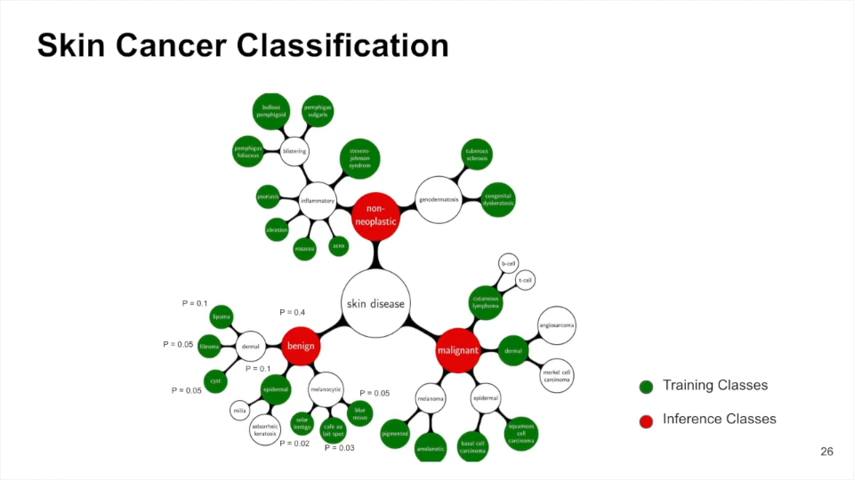 Skin Cancer Classification
bullous
pemphigoid
pemphigus
vulgaris
pemphigus
foliaceus
blistering
stevens-
johnson
syndrom
tuberous
sclerosis
psoriasis
inflammatory
non-
neoplastic
genodermatosis
congenital
dyskeratosis
abrasion
rosacea
acne
skin disease
b-cell
t-cell
cutaneous
lymphoma
P = 0.1
lipoma
P = 0.4
angiosarcoma
P = 0.05
fibroma
dermal
benign
malignant
dermal
P = 0.1
merkel cell
carcinoma
P = 0.05
cyst
epidermal
melanocytic
P = 0.05
melanoma
epidermal
Training Classes
milia
blue
nevus
solar
lentigo
cafe au
lait spot
seborrheic
keratosis
pigmented
squamous
cell
carcinoma
Inference Classes
P = 0.02
P = 0.03
amelanotic
basal cell
carcinoma
26